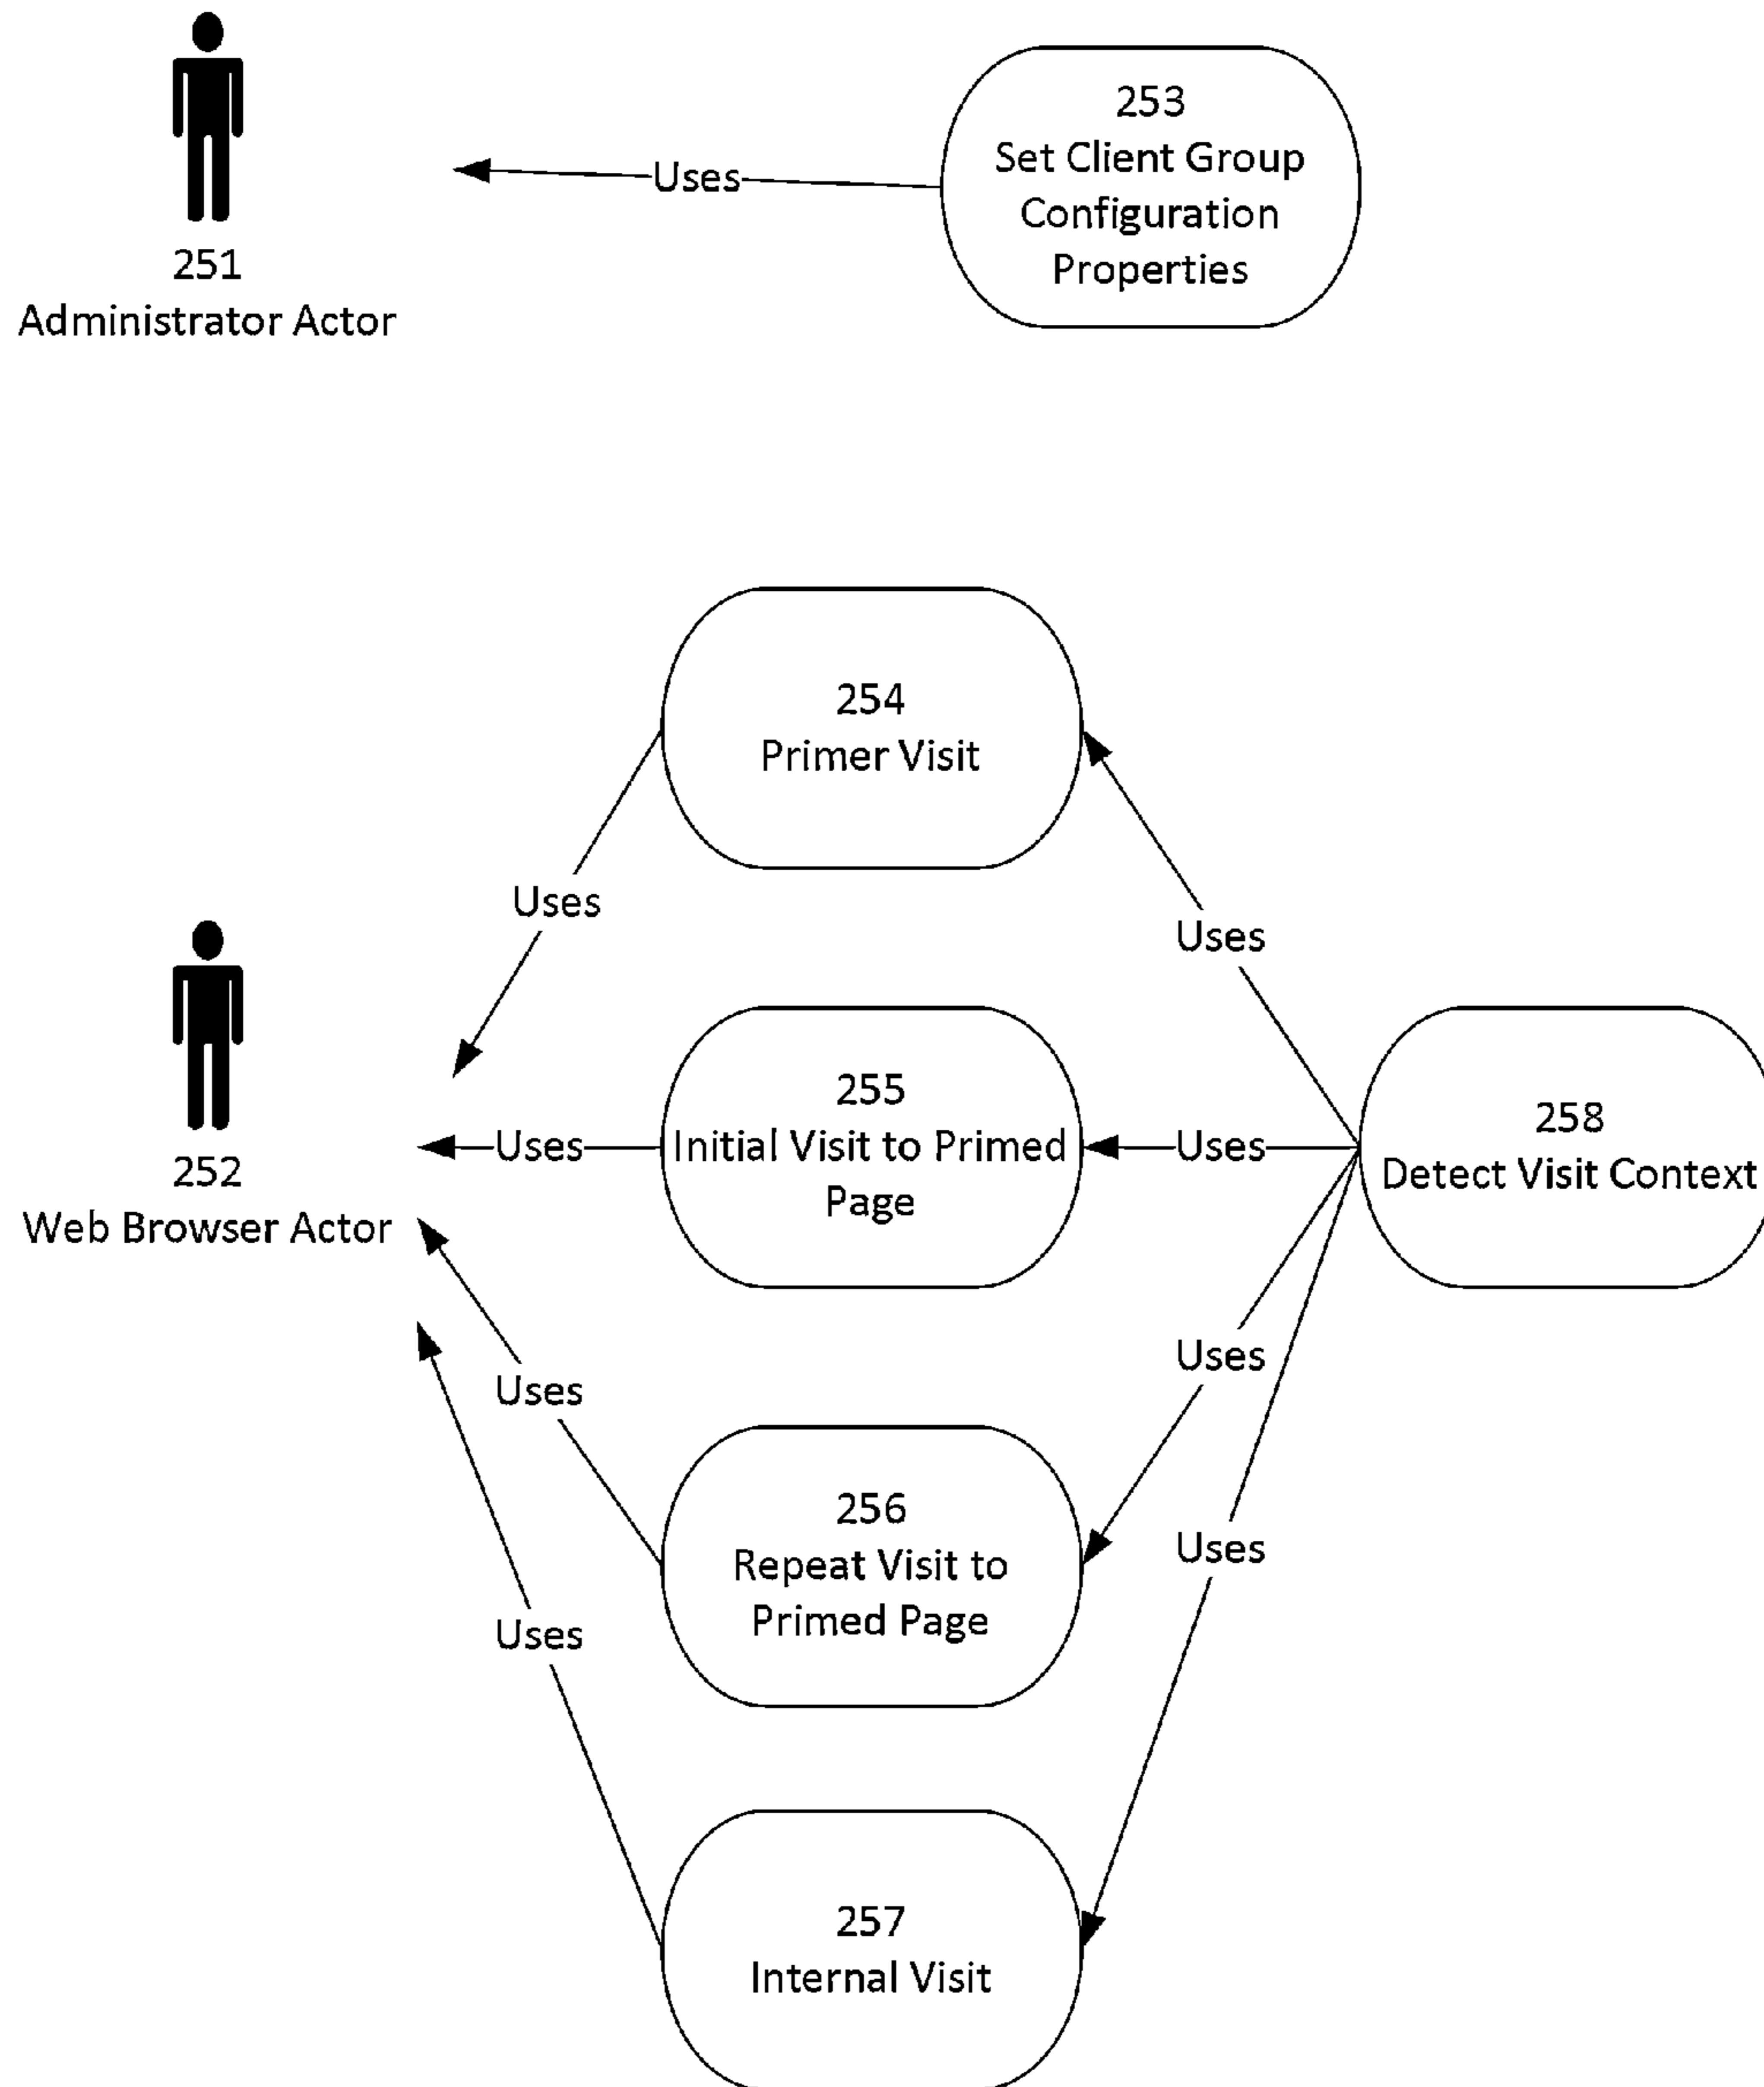 253
Set Client Group
Configuration
Properties
Uses
251
Administrator Actor
254
Primer Visit
Uses
Uses
252
Web Browser Actor
Uses
255
Initial Visit to Primed
Page
Uses
258
Detect Visit Context
Uses
Uses
256
Repeat Visit to
Primed Page
Uses
Uses
257
Internal Visit